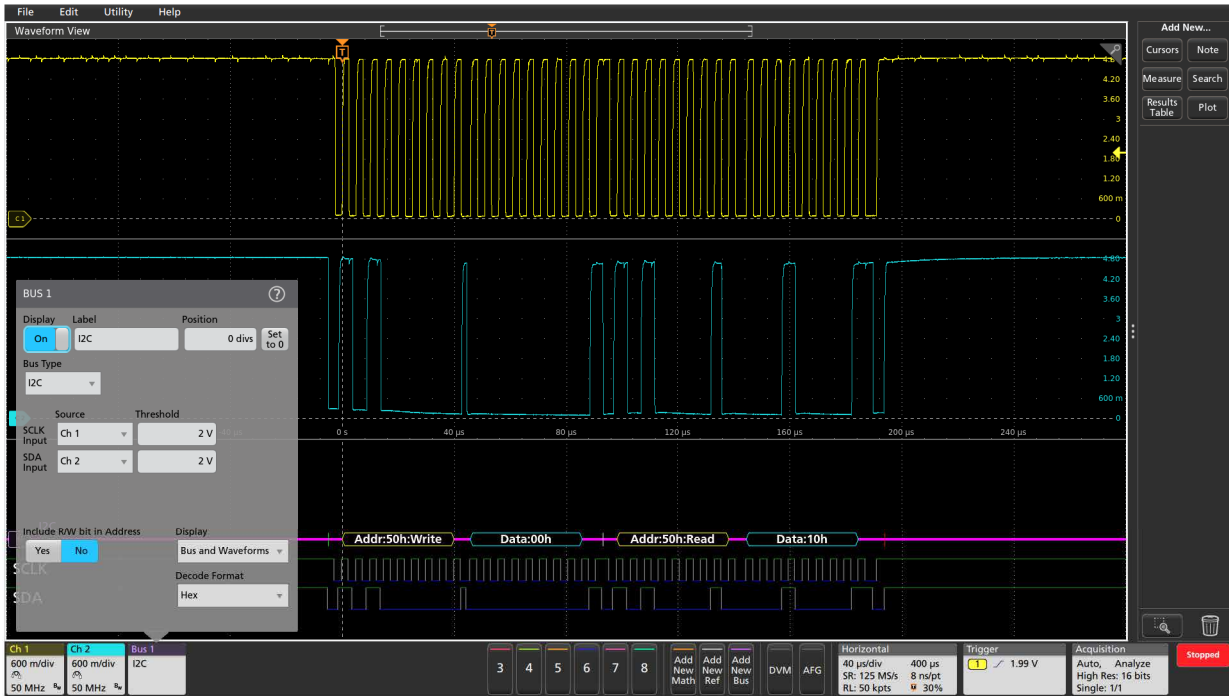 File Edit Utility Help
Waveform View
Add New...
Cursors Note
Measure Search
Results Table Plot
T
T
4.20
3.60
3
2.40
1.80
1.20
600 m
0
C1
4.80
4.20
3.60
3
2.40
1.80
1.20
600 m
0
BUS 1 ?
Display Label Position
On I2C 0 divs Set to 0
Bus Type
I2C
Source Threshold
SCLK Input Ch 1 2 V
SDA Input Ch 2 2 V
Include R/W bit in Address Display
Yes No Bus and Waveforms
Decode Format
Hex
0 s 40 µs 80 µs 120 µs 160 µs 200 µs 240 µs
Addr:50h:Write Data:00h Addr:50h:Read Data:10h
SCLK
SDA
Ch 1
600 m/div
50 MHz Bw
Ch 2
600 m/div
50 MHz Bw
Bus 1
I2C
3 4 5 6 7 8
Add New Math
Add New Ref
Add New Bus
DVM AFG
Horizontal
40 µs/div 400 µs
SR: 125 MS/s 8 ns/pt
RL: 50 kpts 30%
Trigger
1 1.99 V
Acquisition
Auto, Analyze
High Res: 16 bits
Single: 1/1
Stopped